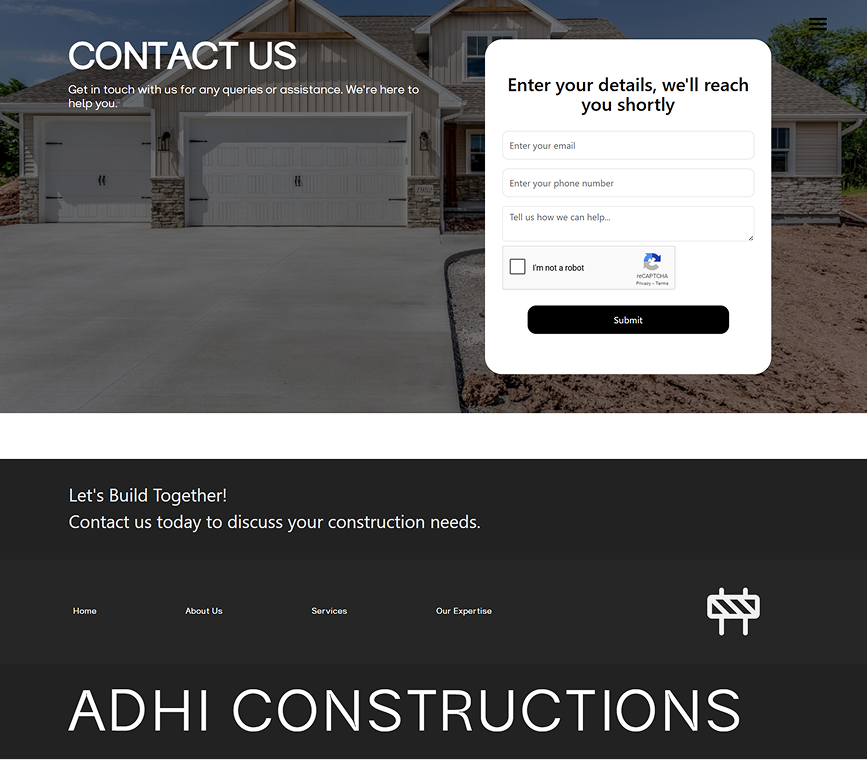 CONTACT US
Get in touch with us for any queries or assistance. We're here to
help you.
Enter your details, we'll reach
you shortly
Enter your email
Enter your phone number
Tell us how we can help...
I'm not a robot
reCAPTCHA
Privacy - Terms
Submit
1952
Let's Build Together!
Contact us today to discuss your construction needs.
Home
About Us
Services
Our Expertise
ADHI CONSTRUCTIONS